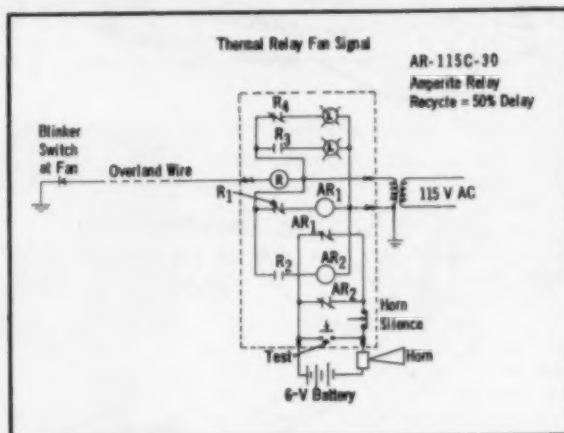 Thermal Relay Fan Signal
AR-115C-30
Amperite Relay
Recycle = 50% Delay
Blinker
Switch
at Fan
Overland Wire
R4
L
R3
L
R
R1
AR1
115 V AC
AR1
R2
AR2
AR2
Horn
Silence
Test
Horn
6-V Battery